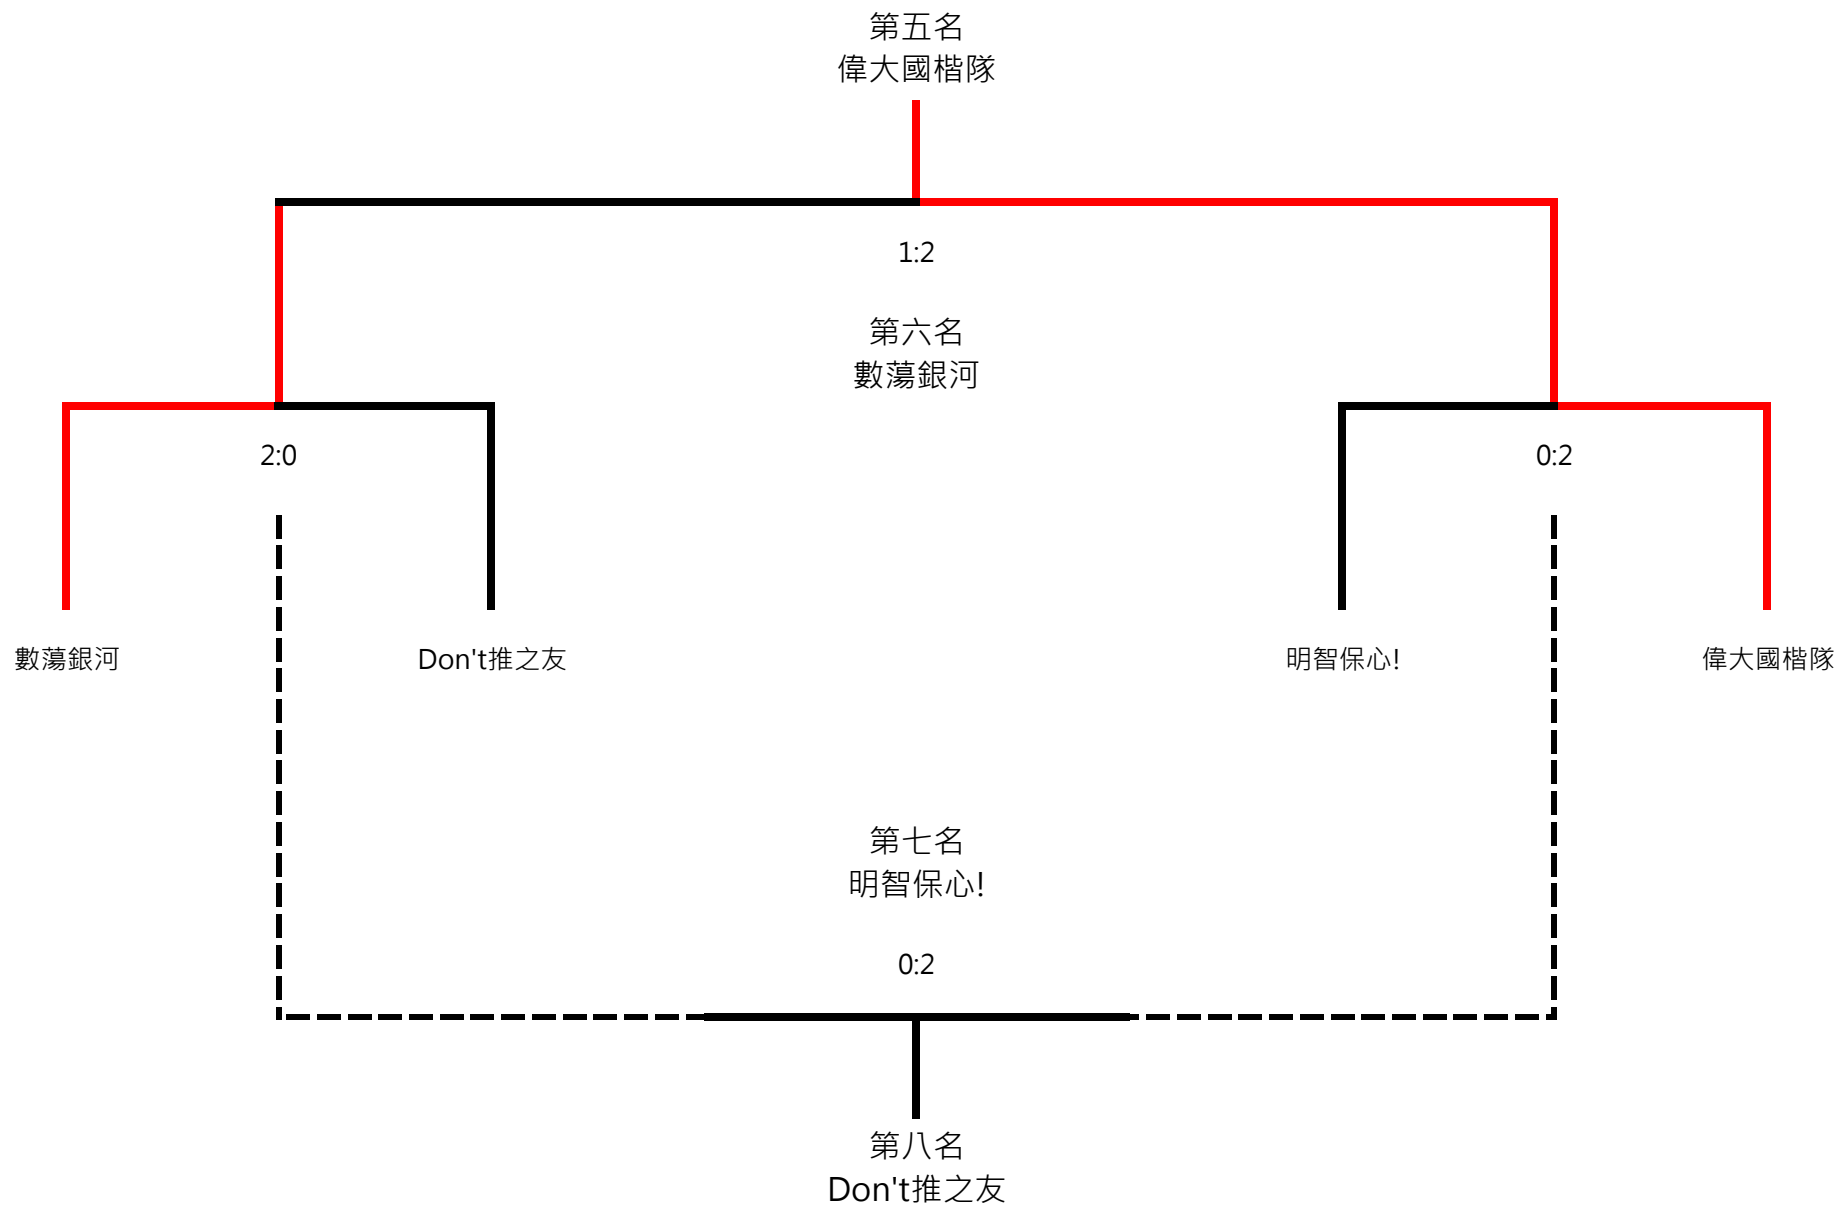 第五名
偉大國楷隊
1:2
第六名
數蕩銀河
2:0
0:2
數蕩銀河
Don't推之友
明智保心!
偉大國楷隊
第七名
明智保心!
0:2
第八名
Don't推之友